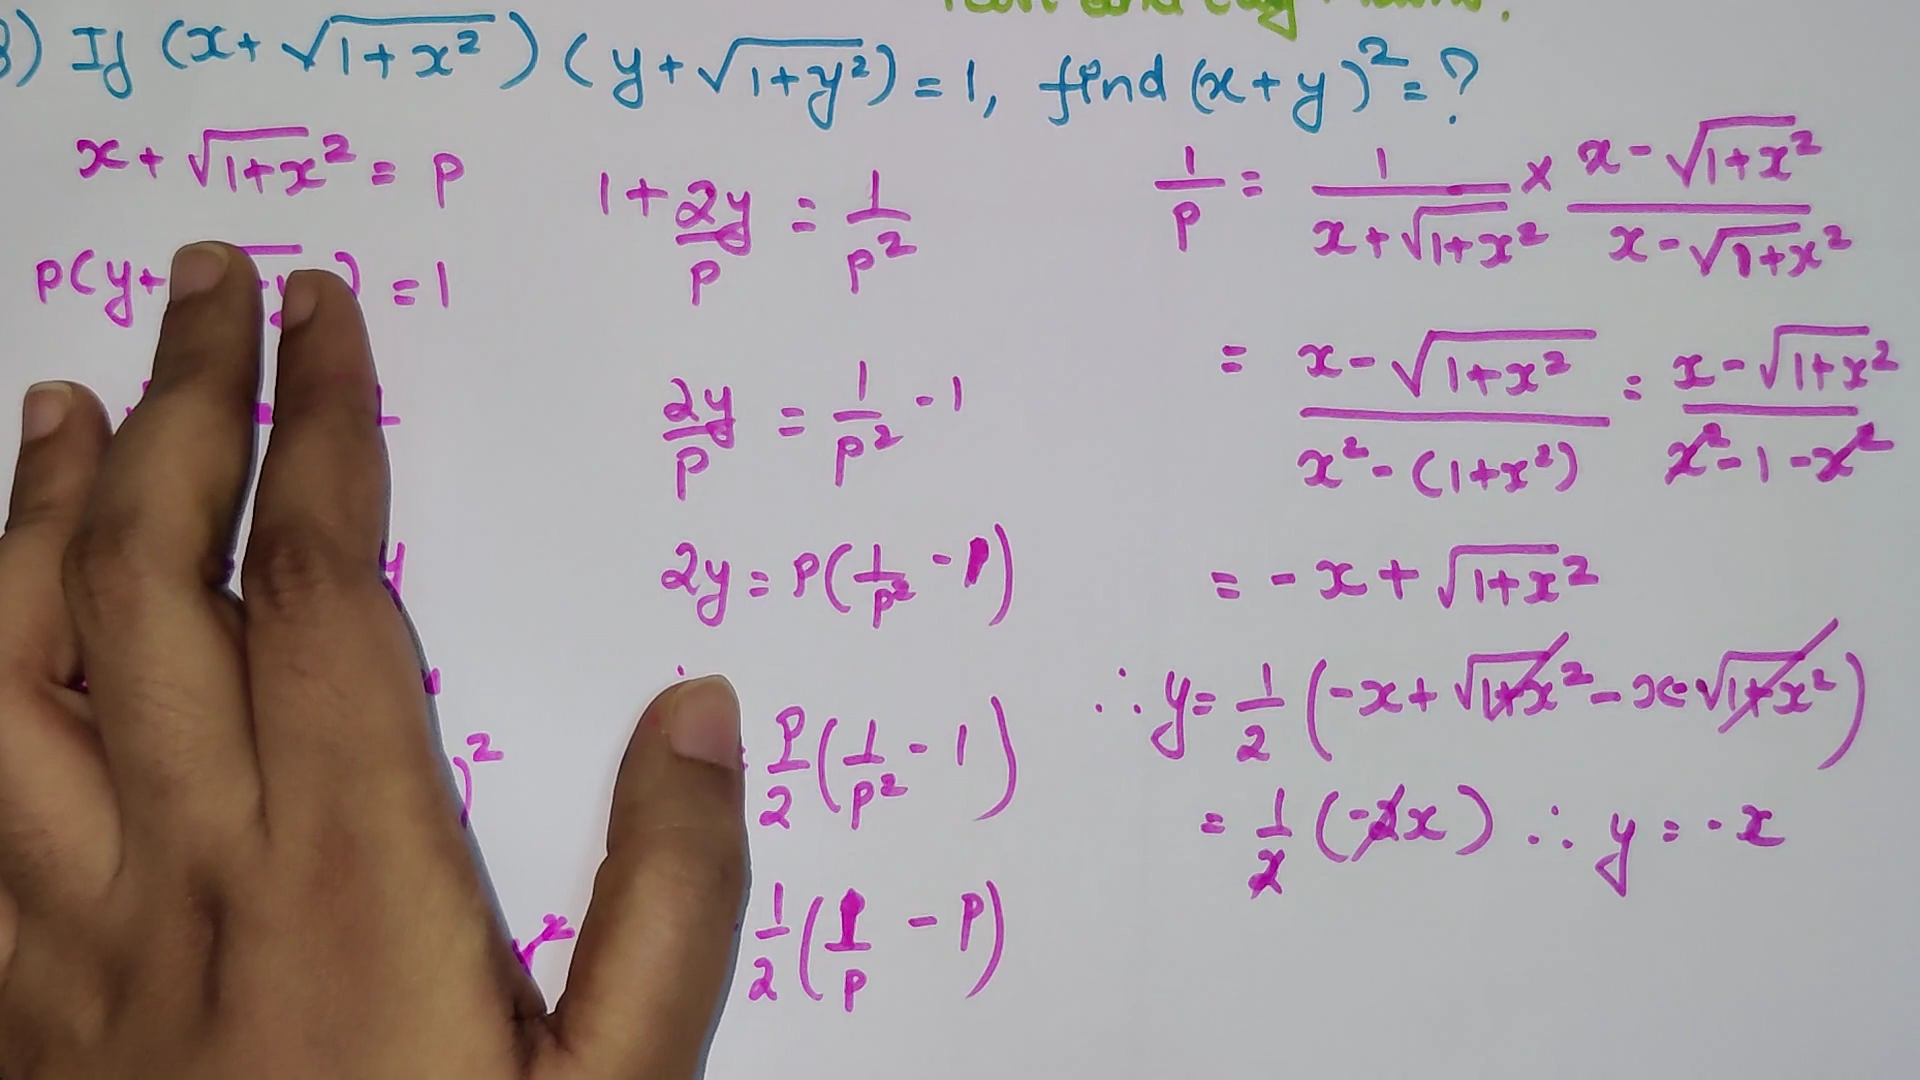 3) If (x + √1+x²) (y + √1+y²) = 1, find (x+y)² = ?
x + √1+x² = p
p(y+ ) = 1
)²
1 + 2y/p = 1/p²
2y/p = 1/p² - 1
2y = p(1/p² - 1)
p/2 (1/p² - 1)
1/2 (1/p - p)
1/p = 1/(x + √1+x²) × (x - √1+x²)/(x - √1+x²)
= (x - √1+x²)/(x² - (1+x²)) = (x - √1+x²)/(x² - 1 - x²)
= -x + √1+x²
∴ y = 1/2 (-x + √1+x² - x - √1+x²)
= 1/2 (-2x) ∴ y = -x